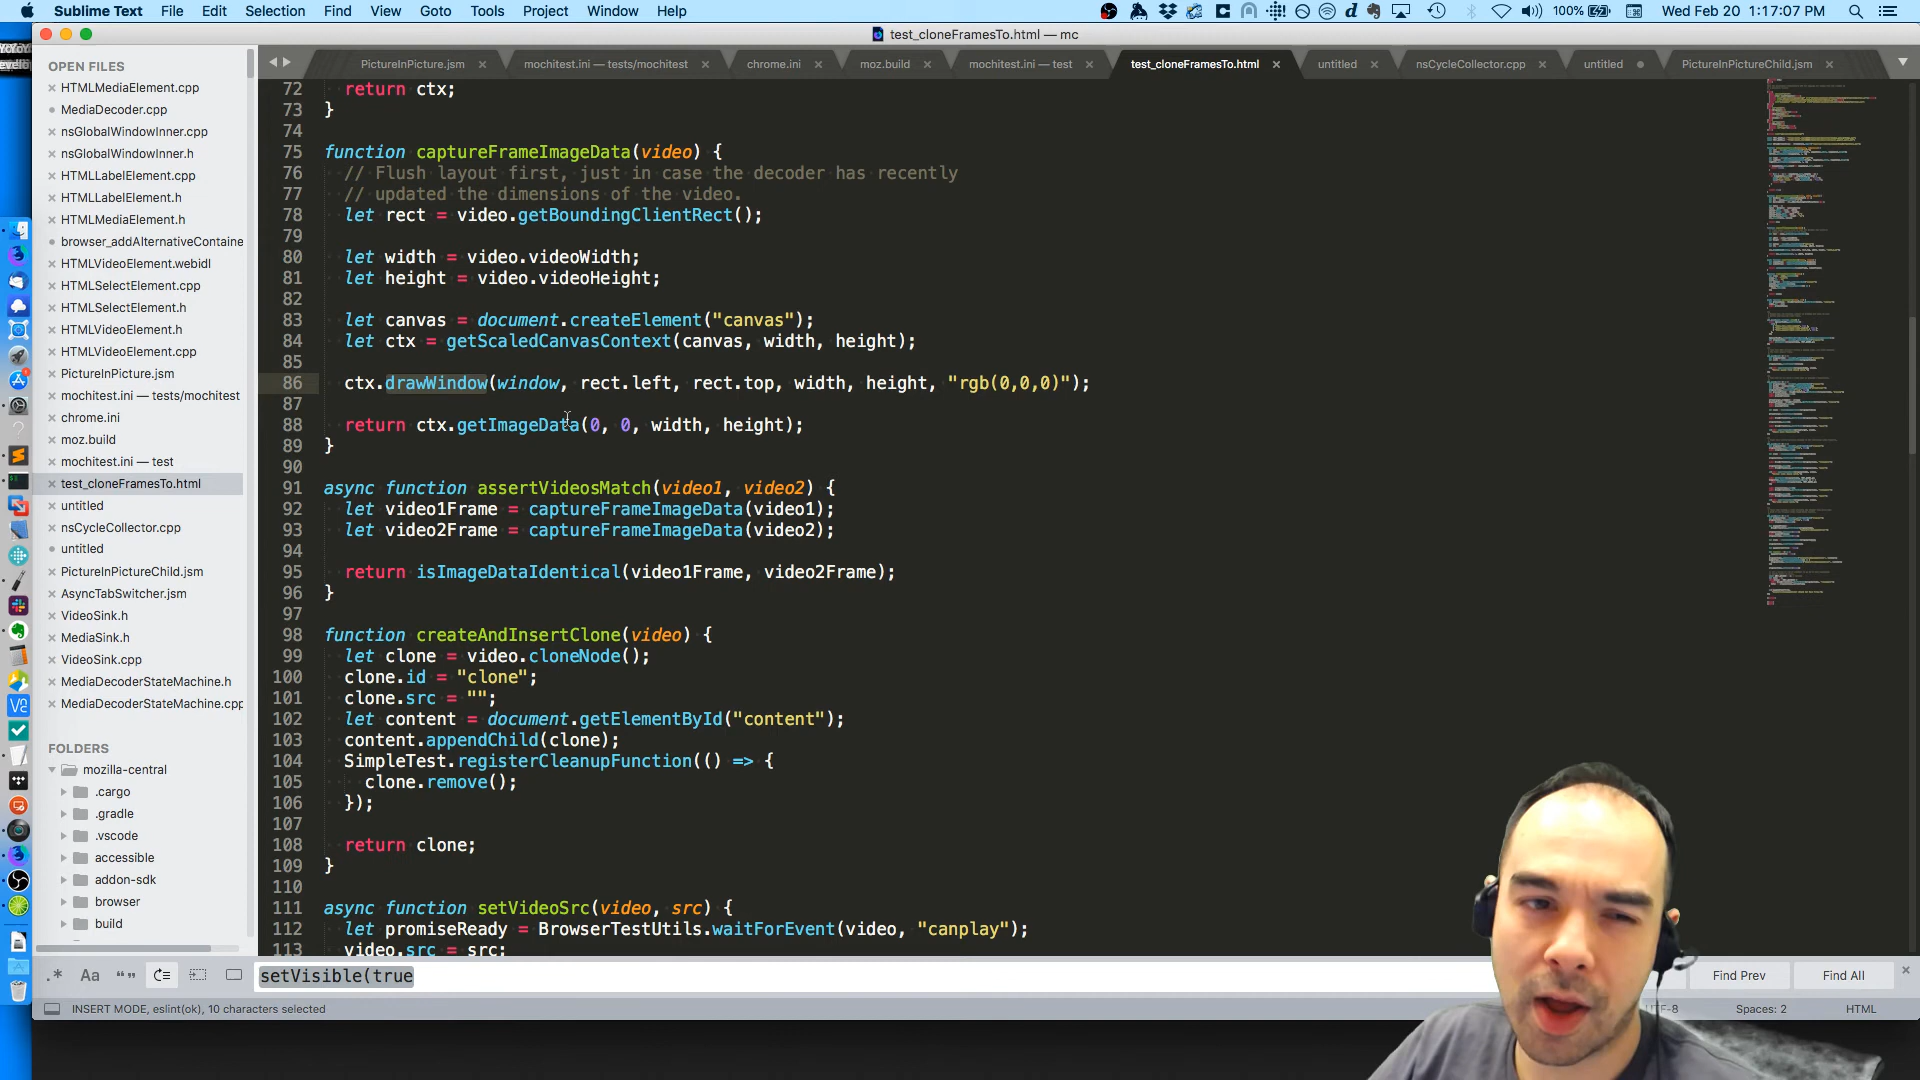 Sublime Text File Edit Selection Find View Goto Tools Project Window Help 100% Wed Feb 20 1:17:07 PM
test_cloneFramesTo.html — mc
OPEN FILES
HTMLMediaElement.cpp
MediaDecoder.cpp
nsGlobalWindowInner.cpp
nsGlobalWindowInner.h
HTMLLabelElement.cpp
HTMLLabelElement.h
HTMLMediaElement.h
browser_addAlternativeContaine
HTMLVideoElement.webidl
HTMLSelectElement.cpp
HTMLSelectElement.h
HTMLVideoElement.h
HTMLVideoElement.cpp
PictureInPicture.jsm
mochitest.ini — tests/mochitest
chrome.ini
moz.build
mochitest.ini — test
test_cloneFramesTo.html
untitled
nsCycleCollector.cpp
untitled
PictureInPictureChild.jsm
AsyncTabSwitcher.jsm
VideoSink.h
MediaSink.h
VideoSink.cpp
MediaDecoderStateMachine.h
MediaDecoderStateMachine.cpp
FOLDERS
mozilla-central
.cargo
.gradle
.vscode
accessible
addon-sdk
browser
build
PictureInPicture.jsm mochitest.ini — tests/mochitest chrome.ini moz.build mochitest.ini — test test_cloneFramesTo.html untitled nsCycleCollector.cpp untitled PictureInPictureChild.jsm
72 return ctx;
73 }
74
75 function captureFrameImageData(video) {
76 // Flush layout first, just in case the decoder has recently
77 // updated the dimensions of the video.
78 let rect = video.getBoundingClientRect();
79
80 let width = video.videoWidth;
81 let height = video.videoHeight;
82
83 let canvas = document.createElement("canvas");
84 let ctx = getScaledCanvasContext(canvas, width, height);
85
86 ctx.drawWindow(window, rect.left, rect.top, width, height, "rgb(0,0,0)");
87
88 return ctx.getImageData(0, 0, width, height);
89 }
90
91 async function assertVideosMatch(video1, video2) {
92 let video1Frame = captureFrameImageData(video1);
93 let video2Frame = captureFrameImageData(video2);
94
95 return isImageDataIdentical(video1Frame, video2Frame);
96 }
97
98 function createAndInsertClone(video) {
99 let clone = video.cloneNode();
100 clone.id = "clone";
101 clone.src = "";
102 let content = document.getElementById("content");
103 content.appendChild(clone);
104 SimpleTest.registerCleanupFunction(() => {
105 clone.remove();
106 });
107
108 return clone;
109 }
110
111 async function setVideoSrc(video, src) {
112 let promiseReady = BrowserTestUtils.waitForEvent(video, "canplay");
113 video.src = src;
.* Aa “” setVisible(true Find Prev Find All
INSERT MODE, eslint(ok), 10 characters selected UTF-8 Spaces: 2 HTML